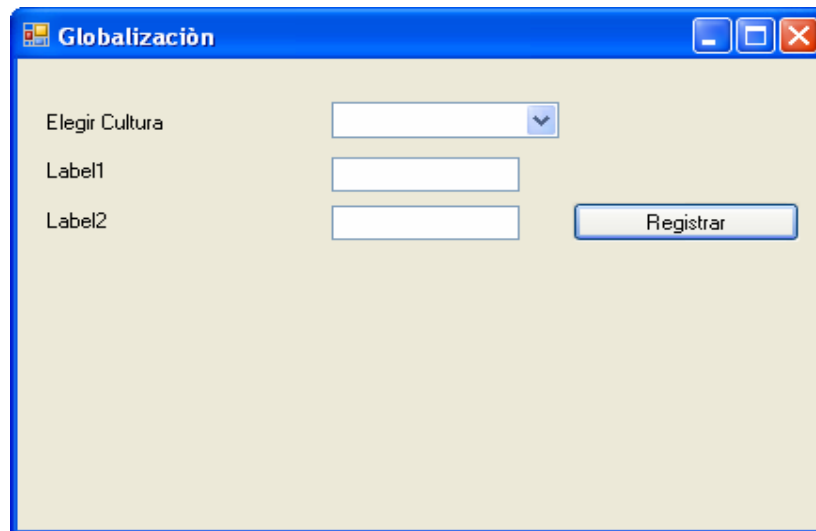 Globalizaciòn
Elegir Cultura
Label1
Label2
Registrar